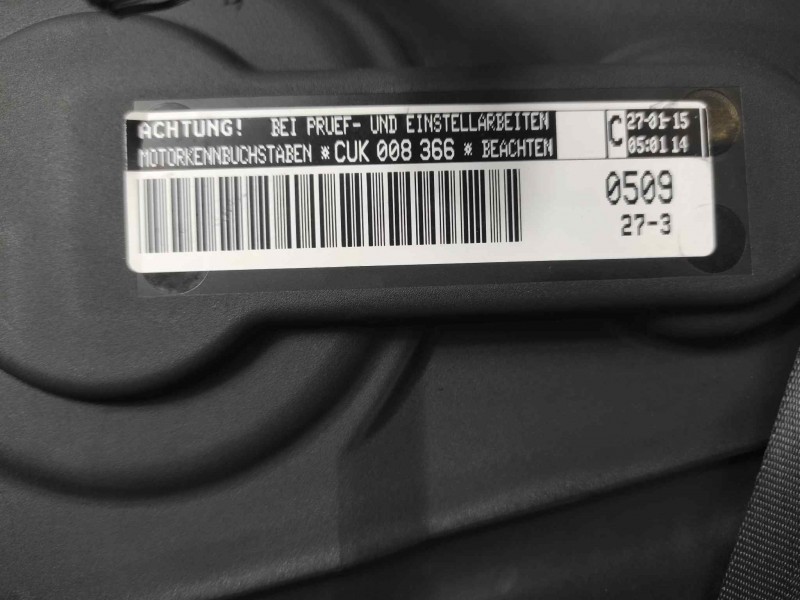 ACHTUNG! BEI PRUEF- UND EINSTELLARBEITEN
MOTORKENNBUCHSTABEN *CUK 008 366* BEACHTEN
C
27-01-15
05:01 14
0509
27-3